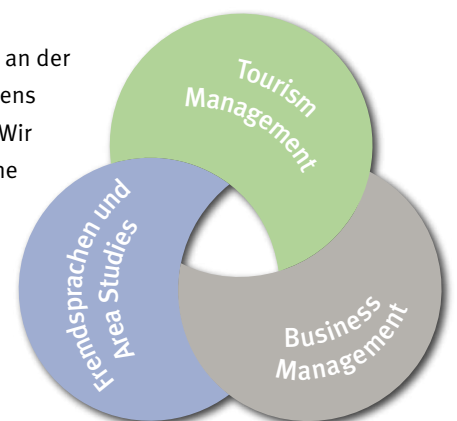 an der
ens
Wir
ne
Tourism
Management
Fremdsprachen und
Area Studies
Business
Management